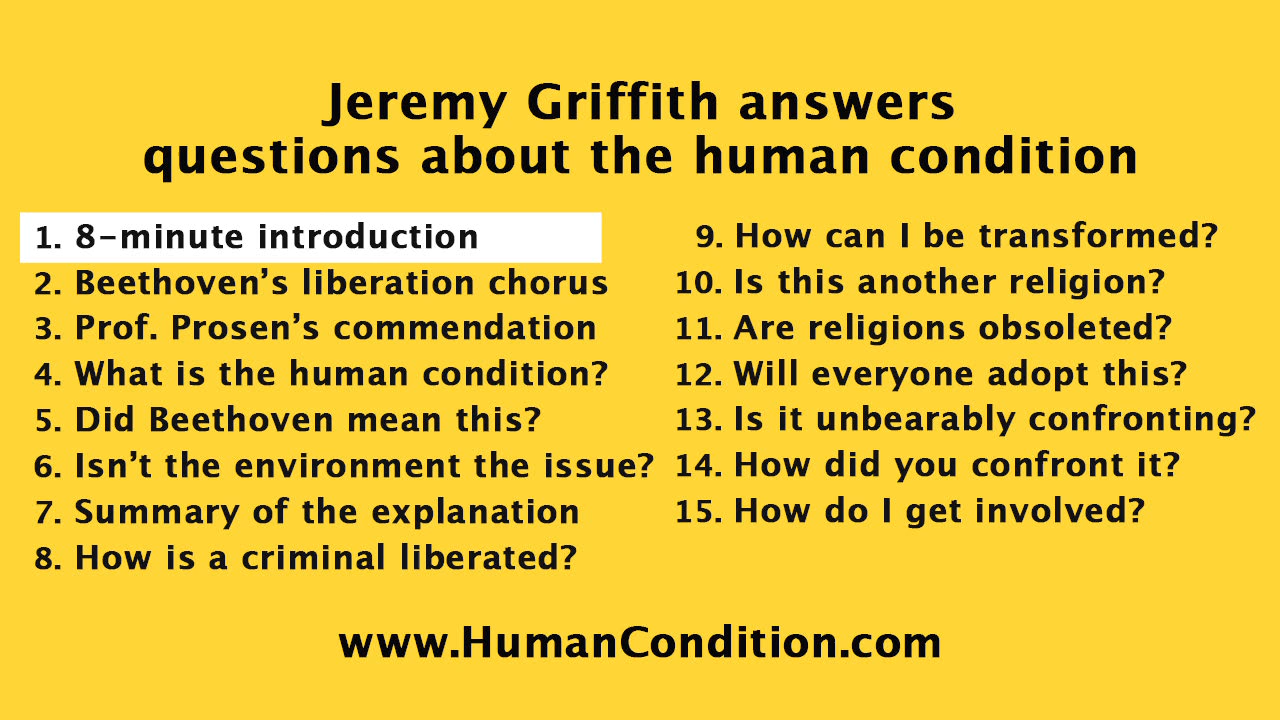 Jeremy Griffith answers
questions about the human condition
1. 8-minute introduction
2. Beethoven’s liberation chorus
3. Prof. Prosen’s commendation
4. What is the human condition?
5. Did Beethoven mean this?
6. Isn’t the environment the issue?
7. Summary of the explanation
8. How is a criminal liberated?
9. How can I be transformed?
10. Is this another religion?
11. Are religions obsoleted?
12. Will everyone adopt this?
13. Is it unbearably confronting?
14. How did you confront it?
15. How do I get involved?
www.HumanCondition.com